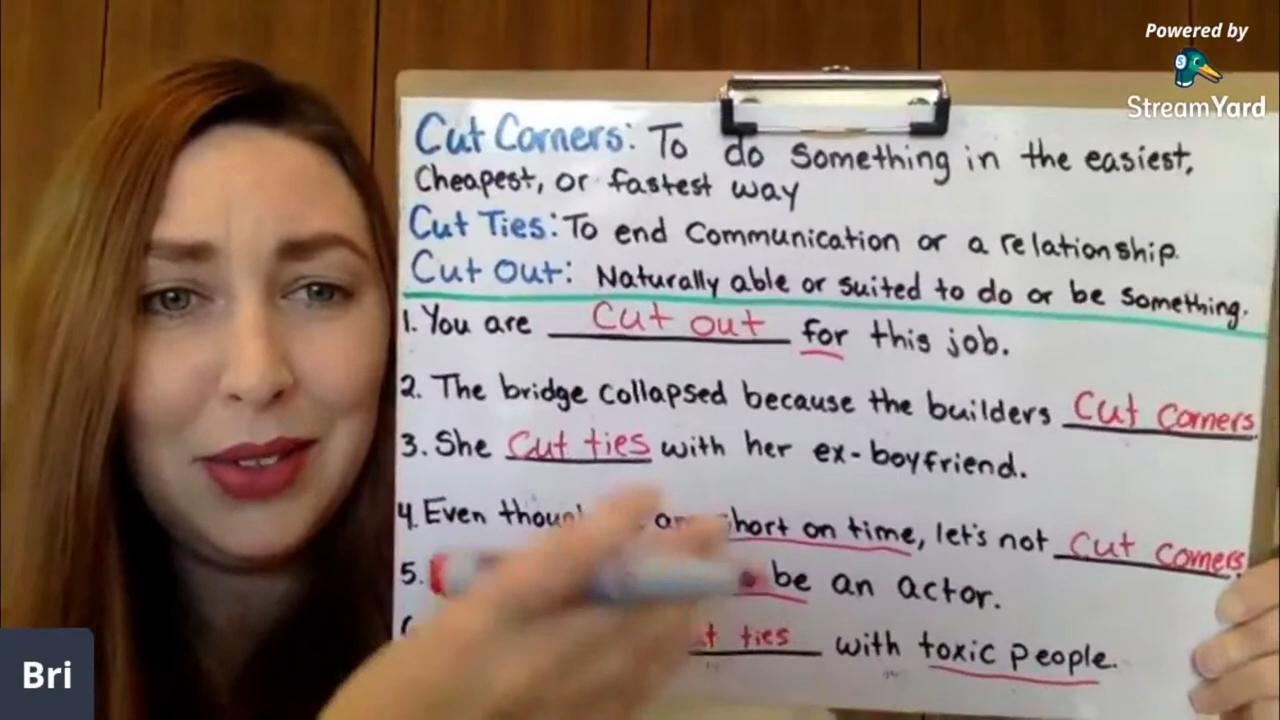 Powered by
StreamYard
Cut Corners: To do something in the easiest,
Cheapest, or fastest way
Cut Ties: To end Communication or a relationship.
Cut Out: Naturally able or suited to do or be something.
1. You are cut out for this job.
2. The bridge collapsed because the builders cut corners.
3. She cut ties with her ex-boyfriend.
4. Even short on time, let's not cut corners.
5. be an actor.
ties with toxic people.
Bri